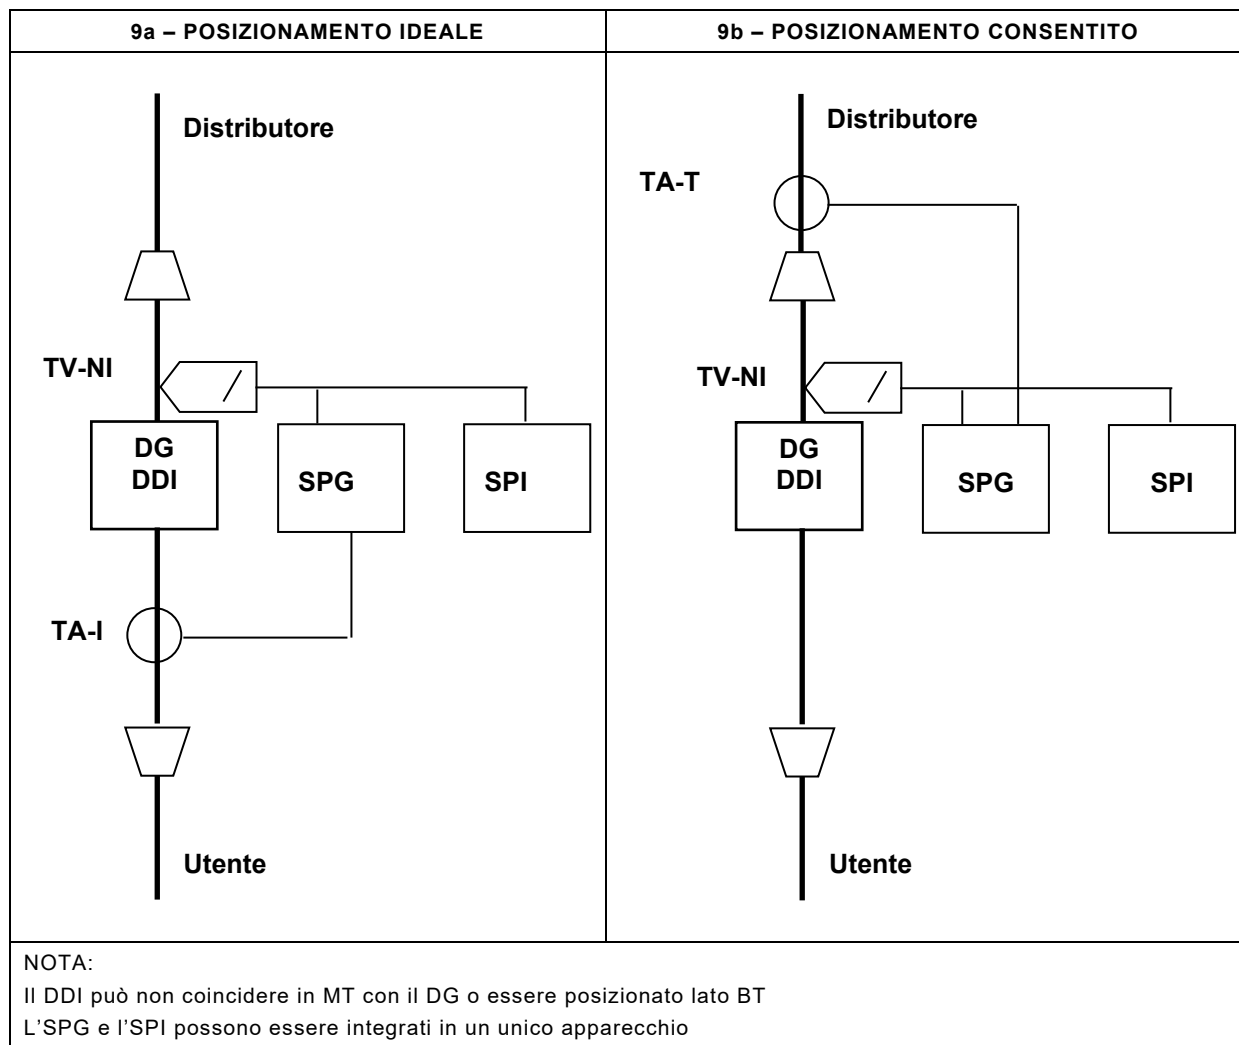 9a – POSIZIONAMENTO IDEALE
9b – POSIZIONAMENTO CONSENTITO
Distributore
TV-NI
DG
DDI
SPG
SPI
TA-I
Utente
Distributore
TA-T
TV-NI
DG
DDI
SPG
SPI
Utente
NOTA:
Il DDI può non coincidere in MT con il DG o essere posizionato lato BT
L'SPG e l'SPI possono essere integrati in un unico apparecchio